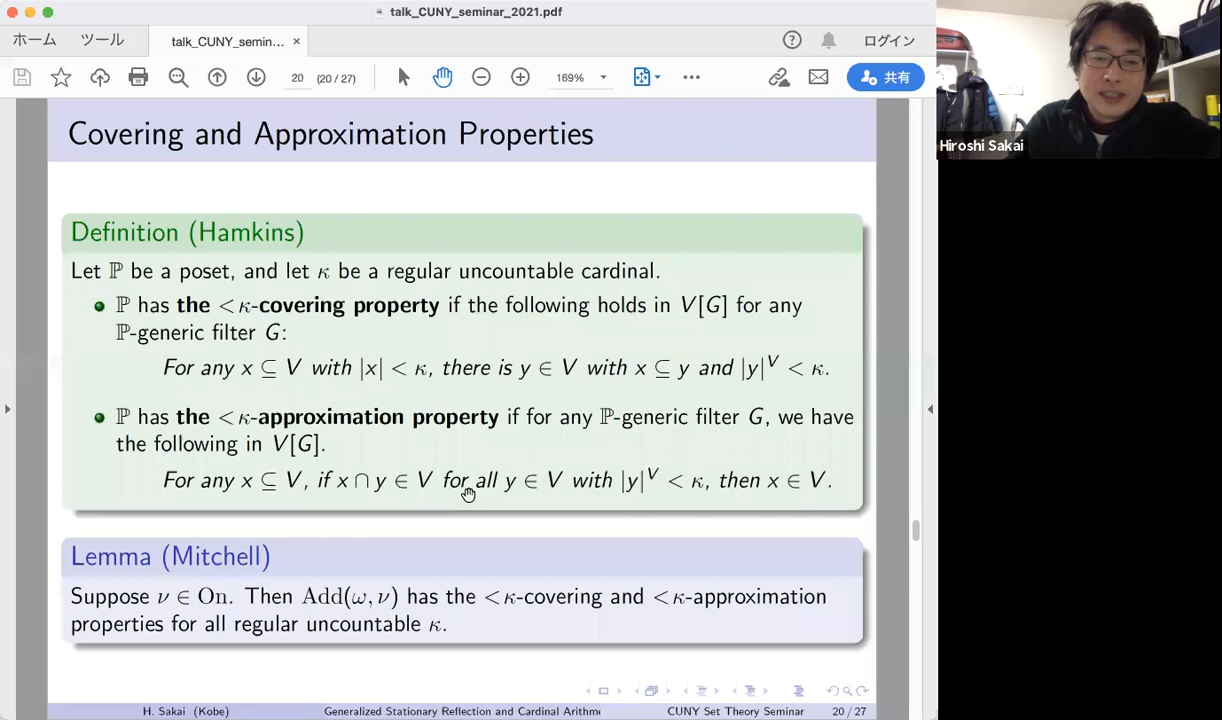 talk_CUNY_seminar_2021.pdf
ホーム ツール talk_CUNY_semin... × ログイン
20 (20 / 27) 169% 共有
Covering and Approximation Properties
Hiroshi Sakai
Definition (Hamkins)
Let ℙ be a poset, and let κ be a regular uncountable cardinal.
ℙ has the <κ-covering property if the following holds in V[G] for any
ℙ-generic filter G:
For any x ⊆ V with |x| < κ, there is y ∈ V with x ⊆ y and |y|^V < κ.
ℙ has the <κ-approximation property if for any ℙ-generic filter G, we have
the following in V[G].
For any x ⊆ V, if x ∩ y ∈ V for all y ∈ V with |y|^V < κ, then x ∈ V.
Lemma (Mitchell)
Suppose ν ∈ On. Then Add(ω, ν) has the <κ-covering and <κ-approximation
properties for all regular uncountable κ.
H. Sakai (Kobe) Generalized Stationary Reflection and Cardinal Arithme CUNY Set Theory Seminar 20 / 27